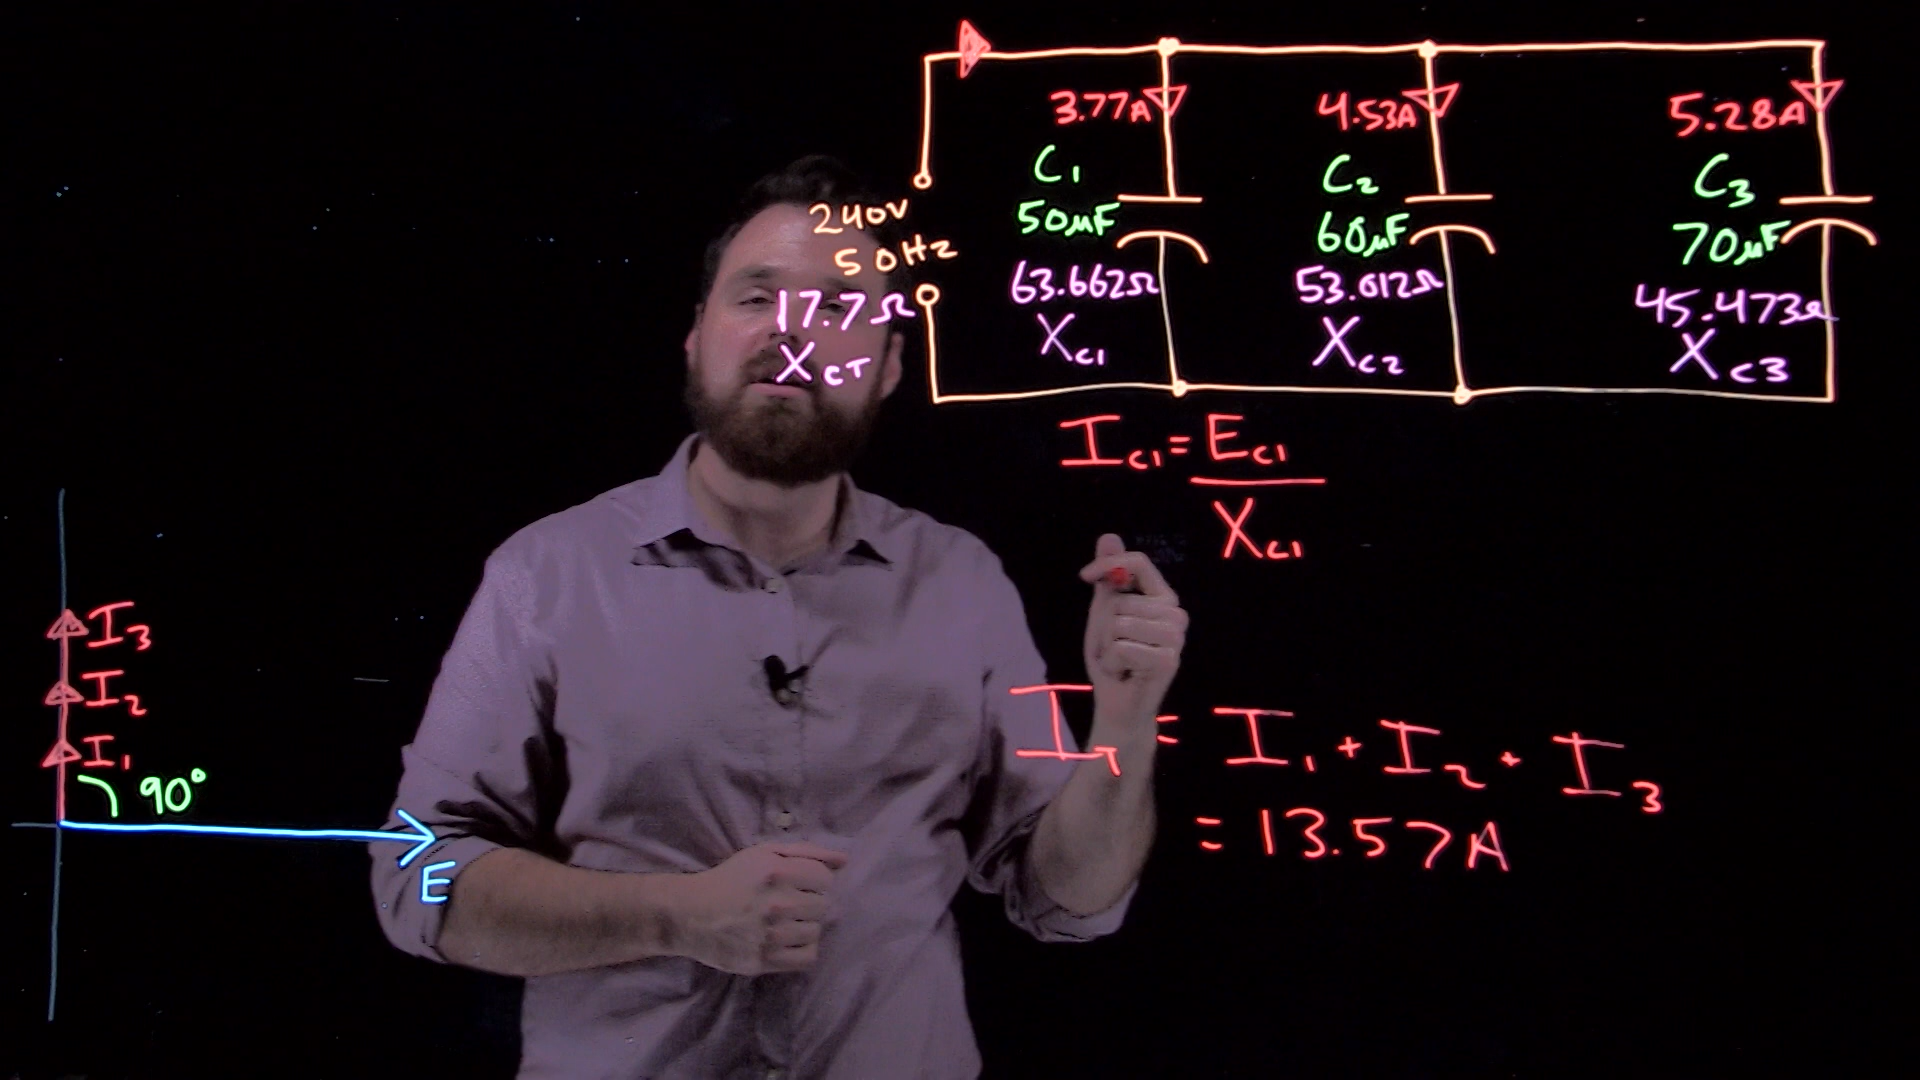 3.77A
4.53A
5.28A
C1
C2
C3
240V
50μF
60μF
70μF
50Hz
63.662Ω
53.012Ω
45.473Ω
17.7Ω
XC1
XC2
XC3
XCT
IC1 = EC1
XC1
I3
I2
I1
90°
E
IT = I1 + I2 + I3
= 13.57A